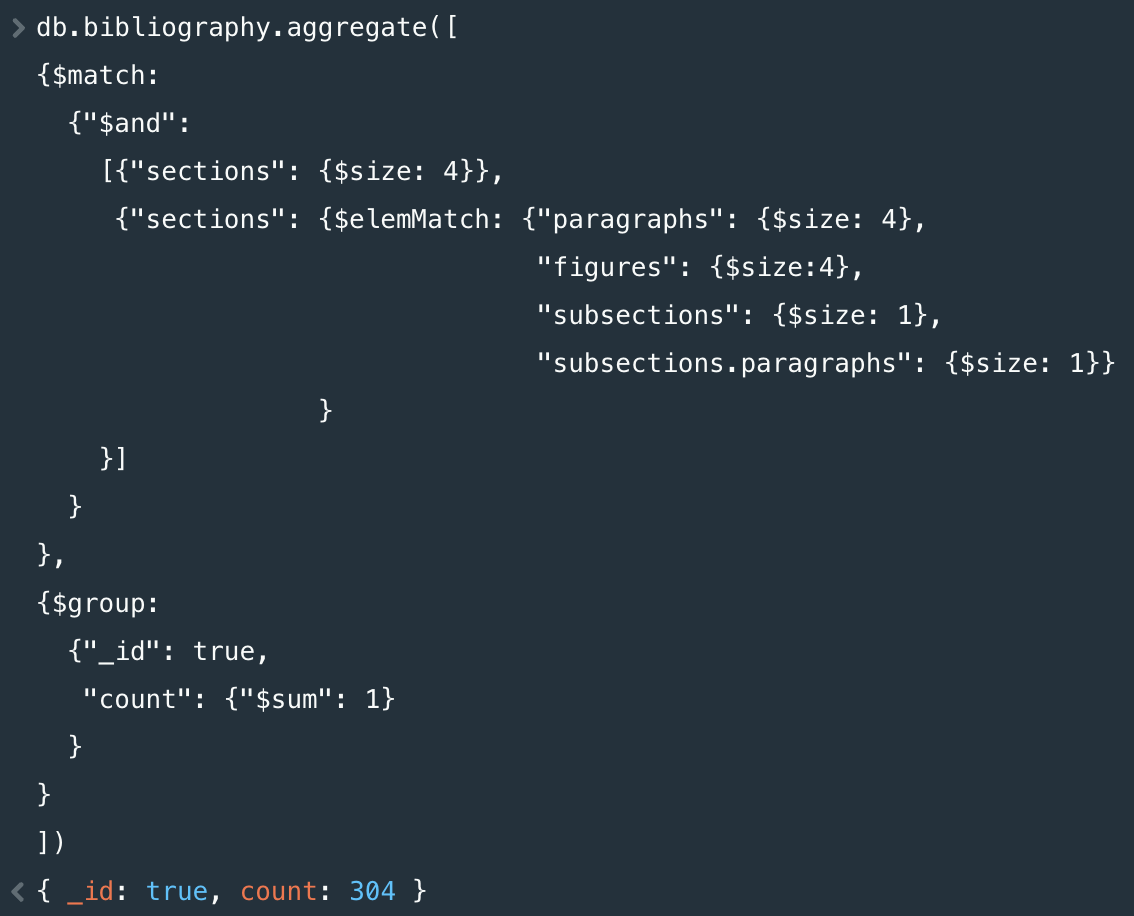 db.bibliography.aggregate([
{$match:
  {"$and":
    [{"sections": {$size: 4}},
     {"sections": {$elemMatch: {"paragraphs": {$size: 4},
                                "figures": {$size:4},
                                "subsections": {$size: 1},
                                "subsections.paragraphs": {$size: 1}}
                  }
    }]
  }
},
{$group:
  {"_id": true,
   "count": {"$sum": 1}
  }
}
])
{ _id: true, count: 304 }